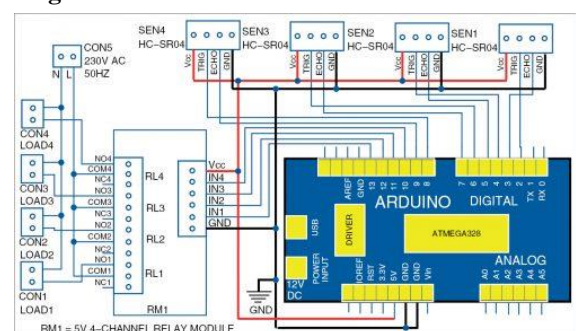 SEN4
HC-SR04
SEN3
HC-SR04
SEN2
HC-SR04
SEN1
HC-SR04
Vcc
TRIG
ECHO
GND
Vcc
TRIG
ECHO
GND
Vcc
TRIG
ECHO
GND
Vcc
TRIG
ECHO
GND
CON5
230V AC
50HZ
N L
CON4
LOAD4
CON3
LOAD3
CON2
LOAD2
CON1
LOAD1
NO4
COM4
NC4
NO3
COM3
NC3
NO2
COM2
NC2
NO1
COM1
NC1
RL4
RL3
RL2
RL1
Vcc
IN4
IN3
IN2
IN1
GND
RM1
AREF
GND
13
12
11
10
9
8
7
6
5
4
3
2
TX 1
RX 0
ARDUINO
DIGITAL
USB
DRIVER
ATMEGA328
POWER
INPUT
ANALOG
12V
DC
GND
IOREF
RST
3.3V
5V
GND
GND
Vin
A0
A1
A2
A3
A4
A5
RM1 = 5V 4–CHANNEL RELAY MODULE